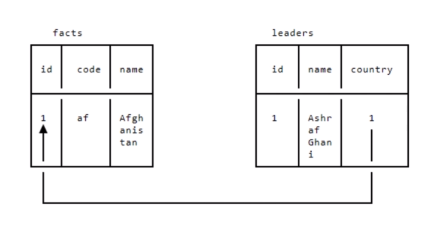 facts
leaders
id code name
id name country
1 af Afgh
anis
tan
1 Ashr 1
af
Ghan
i